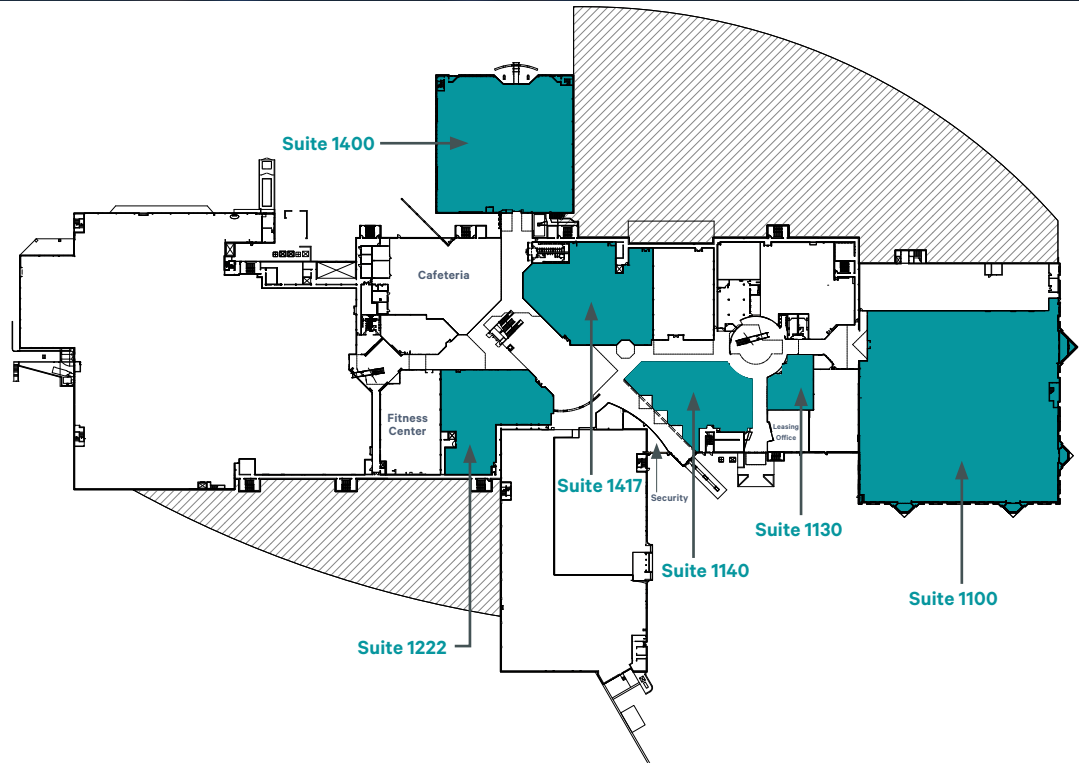 Suite 1400
Cafeteria
Fitness
Center
Leasing
Office
Suite 1417
Security
Suite 1130
Suite 1140
Suite 1100
Suite 1222